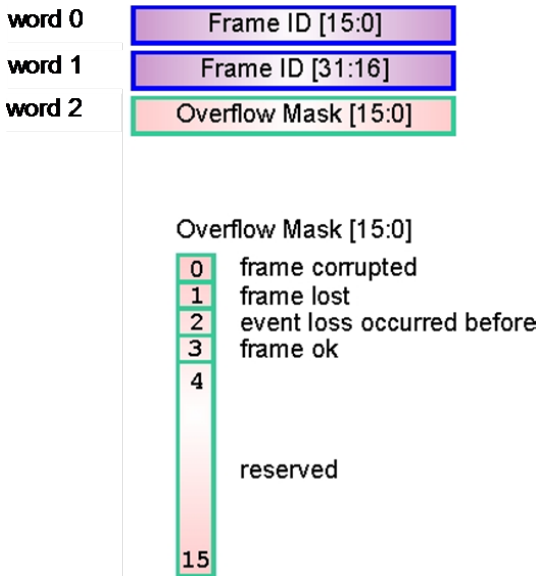 word 0 Frame ID [15:0]
word 1 Frame ID [31:16]
word 2 Overflow Mask [15:0]
Overflow Mask [15:0]
0 frame corrupted
1 frame lost
2 event loss occurred before
3 frame ok
4
reserved
15